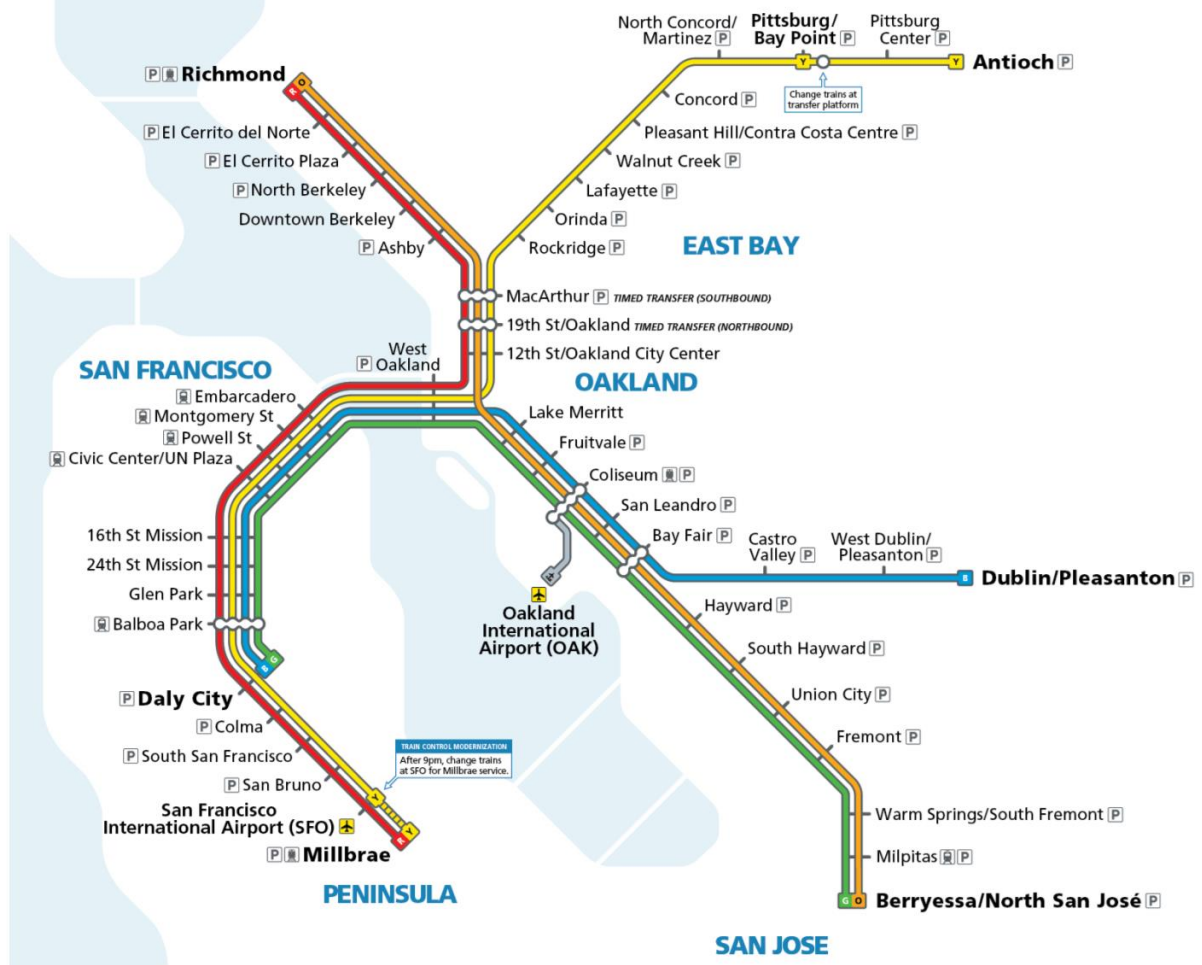 North Concord/
Martinez P
Pittsburg/
Bay Point P
Pittsburg
Center P
Y
Y
Antioch P
Change trains at
transfer platform
P Richmond
R
O
P El Cerrito del Norte
P El Cerrito Plaza
P North Berkeley
Downtown Berkeley
P Ashby
Concord P
Pleasant Hill/Contra Costa Centre P
Walnut Creek P
Lafayette P
Orinda P
Rockridge P
EAST BAY
MacArthur P TIMED TRANSFER (SOUTHBOUND)
19th St/Oakland TIMED TRANSFER (NORTHBOUND)
12th St/Oakland City Center
West
P Oakland
SAN FRANCISCO
OAKLAND
Embarcadero
Montgomery St
Powell St
Civic Center/UN Plaza
16th St Mission
24th St Mission
Glen Park
Balboa Park
G
B
P Daly City
P Colma
P South San Francisco
P San Bruno
San Francisco
International Airport (SFO)
P Millbrae
Y
Y
R
TRAIN CONTROL MODERNIZATION
After 9pm, change trains
at SFO for Millbrae service.
PENINSULA
Lake Merritt
Fruitvale P
Coliseum P
San Leandro P
Bay Fair P
Castro
Valley P
West Dublin/
Pleasanton P
B
Dublin/Pleasanton P
Oakland
International
Airport (OAK)
Hayward P
South Hayward P
Union City P
Fremont P
Warm Springs/South Fremont P
Milpitas P
G
O
Berryessa/North San José P
SAN JOSE